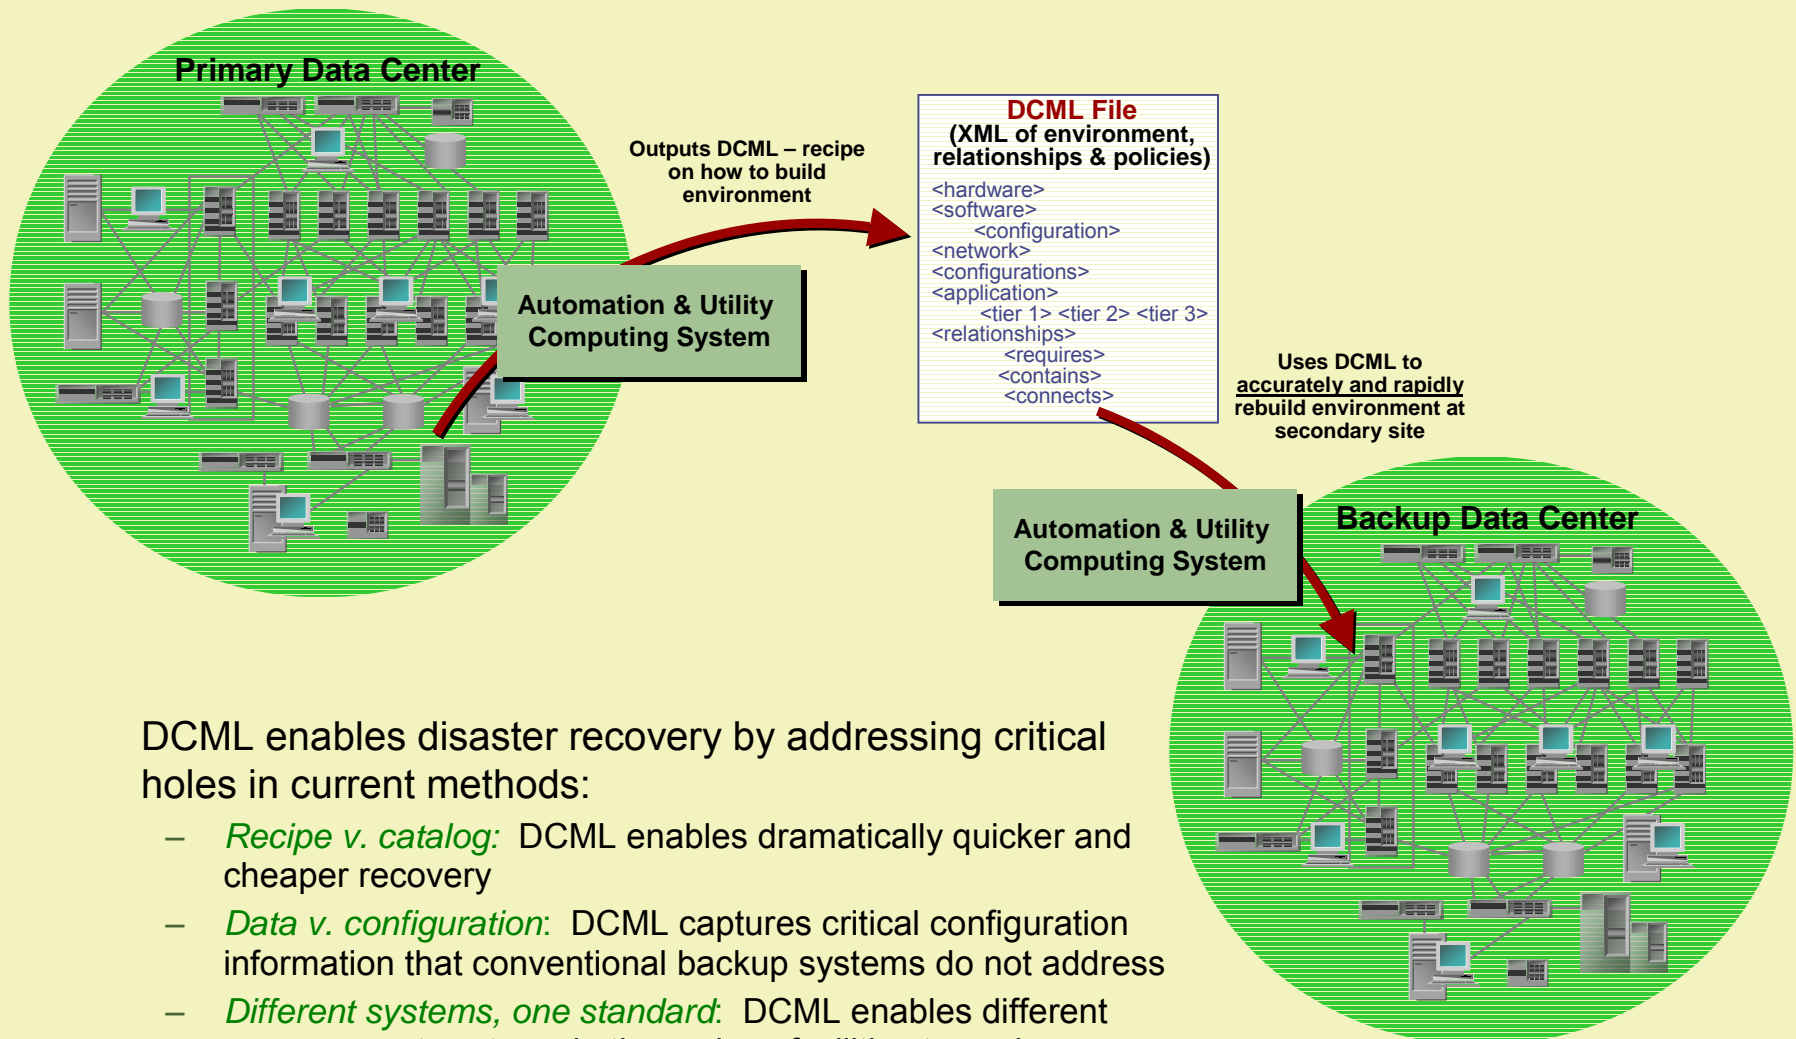 Primary Data Center
Outputs DCML – recipe
on how to build
environment
Automation & Utility
Computing System
DCML File
(XML of environment,
relationships & policies)
<hardware>
<software>
<configuration>
<network>
<configurations>
<application>
<tier 1> <tier 2> <tier 3>
<relationships>
<requires>
<contains>
<connects>
Uses DCML to
accurately and rapidly
rebuild environment at
secondary site
Automation & Utility
Computing System
Backup Data Center
DCML enables disaster recovery by addressing critical
holes in current methods:
– Recipe v. catalog: DCML enables dramatically quicker and
cheaper recovery
– Data v. configuration: DCML captures critical configuration
information that conventional backup systems do not address
– Different systems, one standard: DCML enables different